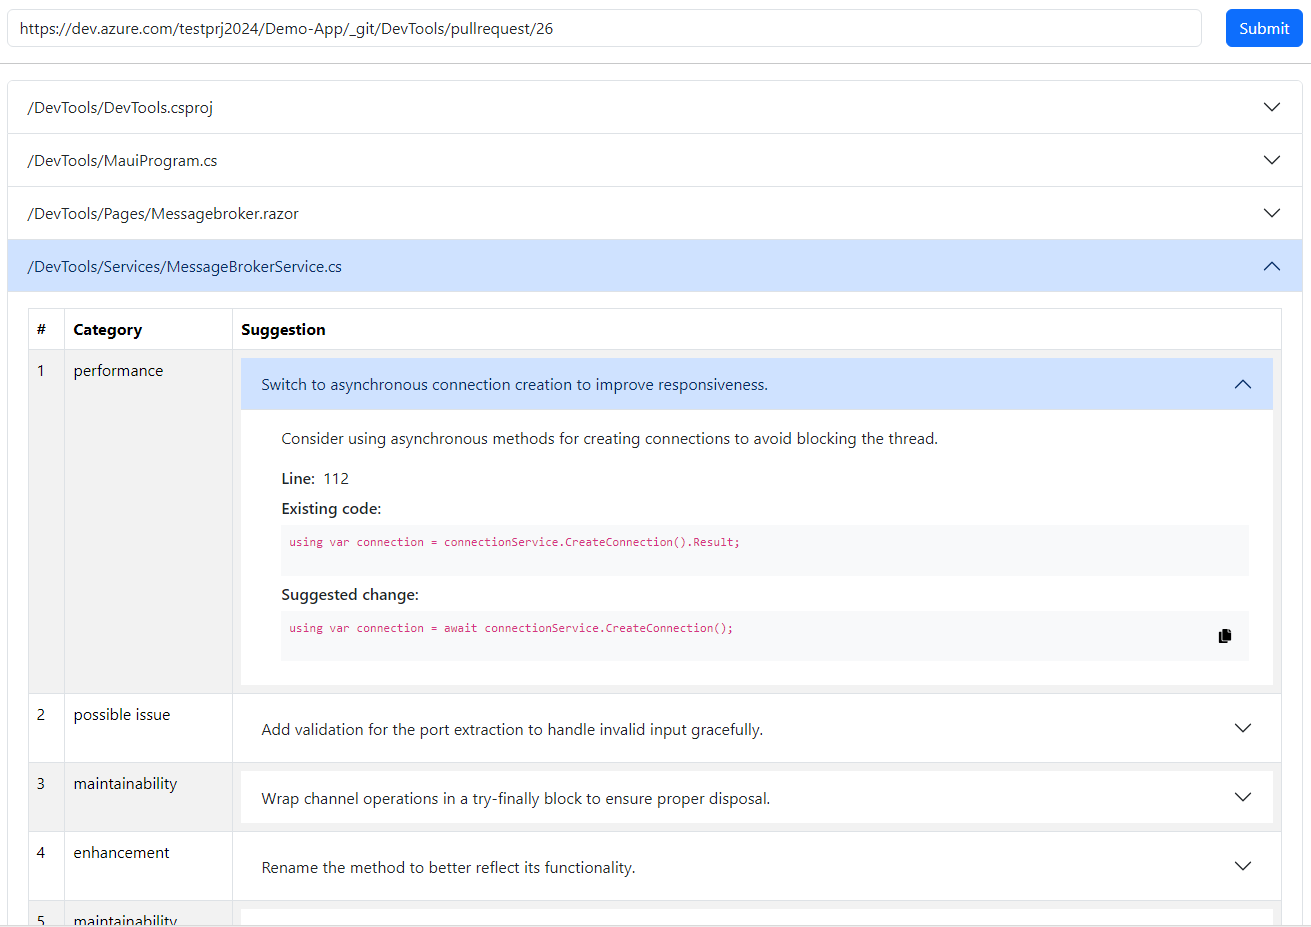 https://dev.azure.com/testprj2024/Demo-App/_git/DevTools/pullrequest/26
Submit
/DevTools/DevTools.csproj
/DevTools/MauiProgram.cs
/DevTools/Pages/Messagebroker.razor
/DevTools/Services/MessageBrokerService.cs
# Category Suggestion
1 performance Switch to asynchronous connection creation to improve responsiveness.
Consider using asynchronous methods for creating connections to avoid blocking the thread.
Line: 112
Existing code:
using var connection = connectionService.CreateConnection().Result;
Suggested change:
using var connection = await connectionService.CreateConnection();
2 possible issue Add validation for the port extraction to handle invalid input gracefully.
3 maintainability Wrap channel operations in a try-finally block to ensure proper disposal.
4 enhancement Rename the method to better reflect its functionality.
5 maintainability